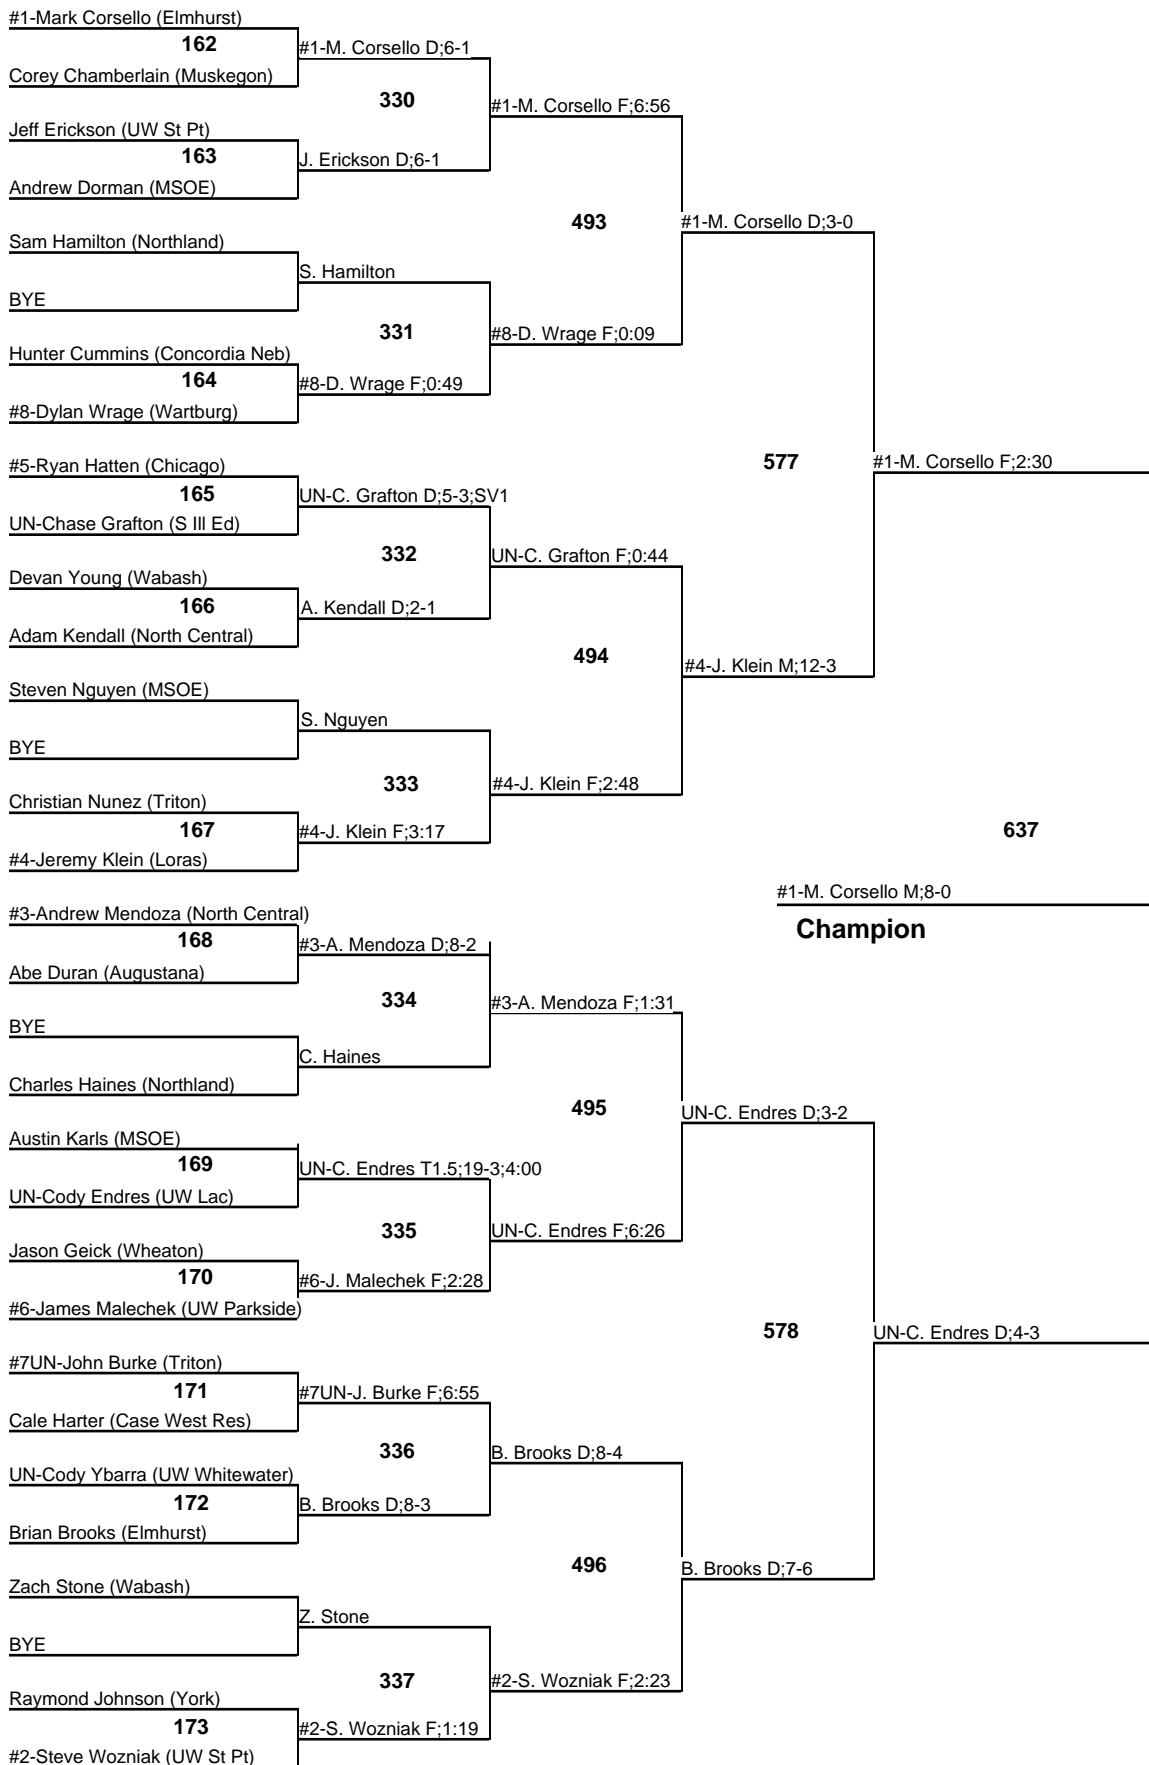 #1-Mark Corsello (Elmhurst)
162
#1-M. Corsello D;6-1
Corey Chamberlain (Muskegon)
330
#1-M. Corsello F;6:56
Jeff Erickson (UW St Pt)
163
J. Erickson D;6-1
Andrew Dorman (MSOE)
493
#1-M. Corsello D;3-0
Sam Hamilton (Northland)
S. Hamilton
BYE
331
#8-D. Wrage F;0:09
Hunter Cummins (Concordia Neb)
164
#8-D. Wrage F;0:49
#8-Dylan Wrage (Wartburg)
577
#1-M. Corsello F;2:30
#5-Ryan Hatten (Chicago)
165
UN-C. Grafton D;5-3;SV1
UN-Chase Grafton (S Ill Ed)
332
UN-C. Grafton F;0:44
Devan Young (Wabash)
166
A. Kendall D;2-1
Adam Kendall (North Central)
494
#4-J. Klein M;12-3
Steven Nguyen (MSOE)
S. Nguyen
BYE
333
#4-J. Klein F;2:48
Christian Nunez (Triton)
167
#4-J. Klein F;3:17
#4-Jeremy Klein (Loras)
637
#1-M. Corsello M;8-0
Champion
#3-Andrew Mendoza (North Central)
168
#3-A. Mendoza D;8-2
Abe Duran (Augustana)
334
#3-A. Mendoza F;1:31
BYE
C. Haines
Charles Haines (Northland)
495
UN-C. Endres D;3-2
Austin Karls (MSOE)
169
UN-C. Endres T1.5;19-3;4:00
UN-Cody Endres (UW Lac)
335
UN-C. Endres F;6:26
Jason Geick (Wheaton)
170
#6-J. Malechek F;2:28
#6-James Malechek (UW Parkside)
578
UN-C. Endres D;4-3
#7UN-John Burke (Triton)
171
#7UN-J. Burke F;6:55
Cale Harter (Case West Res)
336
B. Brooks D;8-4
UN-Cody Ybarra (UW Whitewater)
172
B. Brooks D;8-3
Brian Brooks (Elmhurst)
496
B. Brooks D;7-6
Zach Stone (Wabash)
Z. Stone
BYE
337
#2-S. Wozniak F;2:23
Raymond Johnson (York)
173
#2-S. Wozniak F;1:19
#2-Steve Wozniak (UW St Pt)